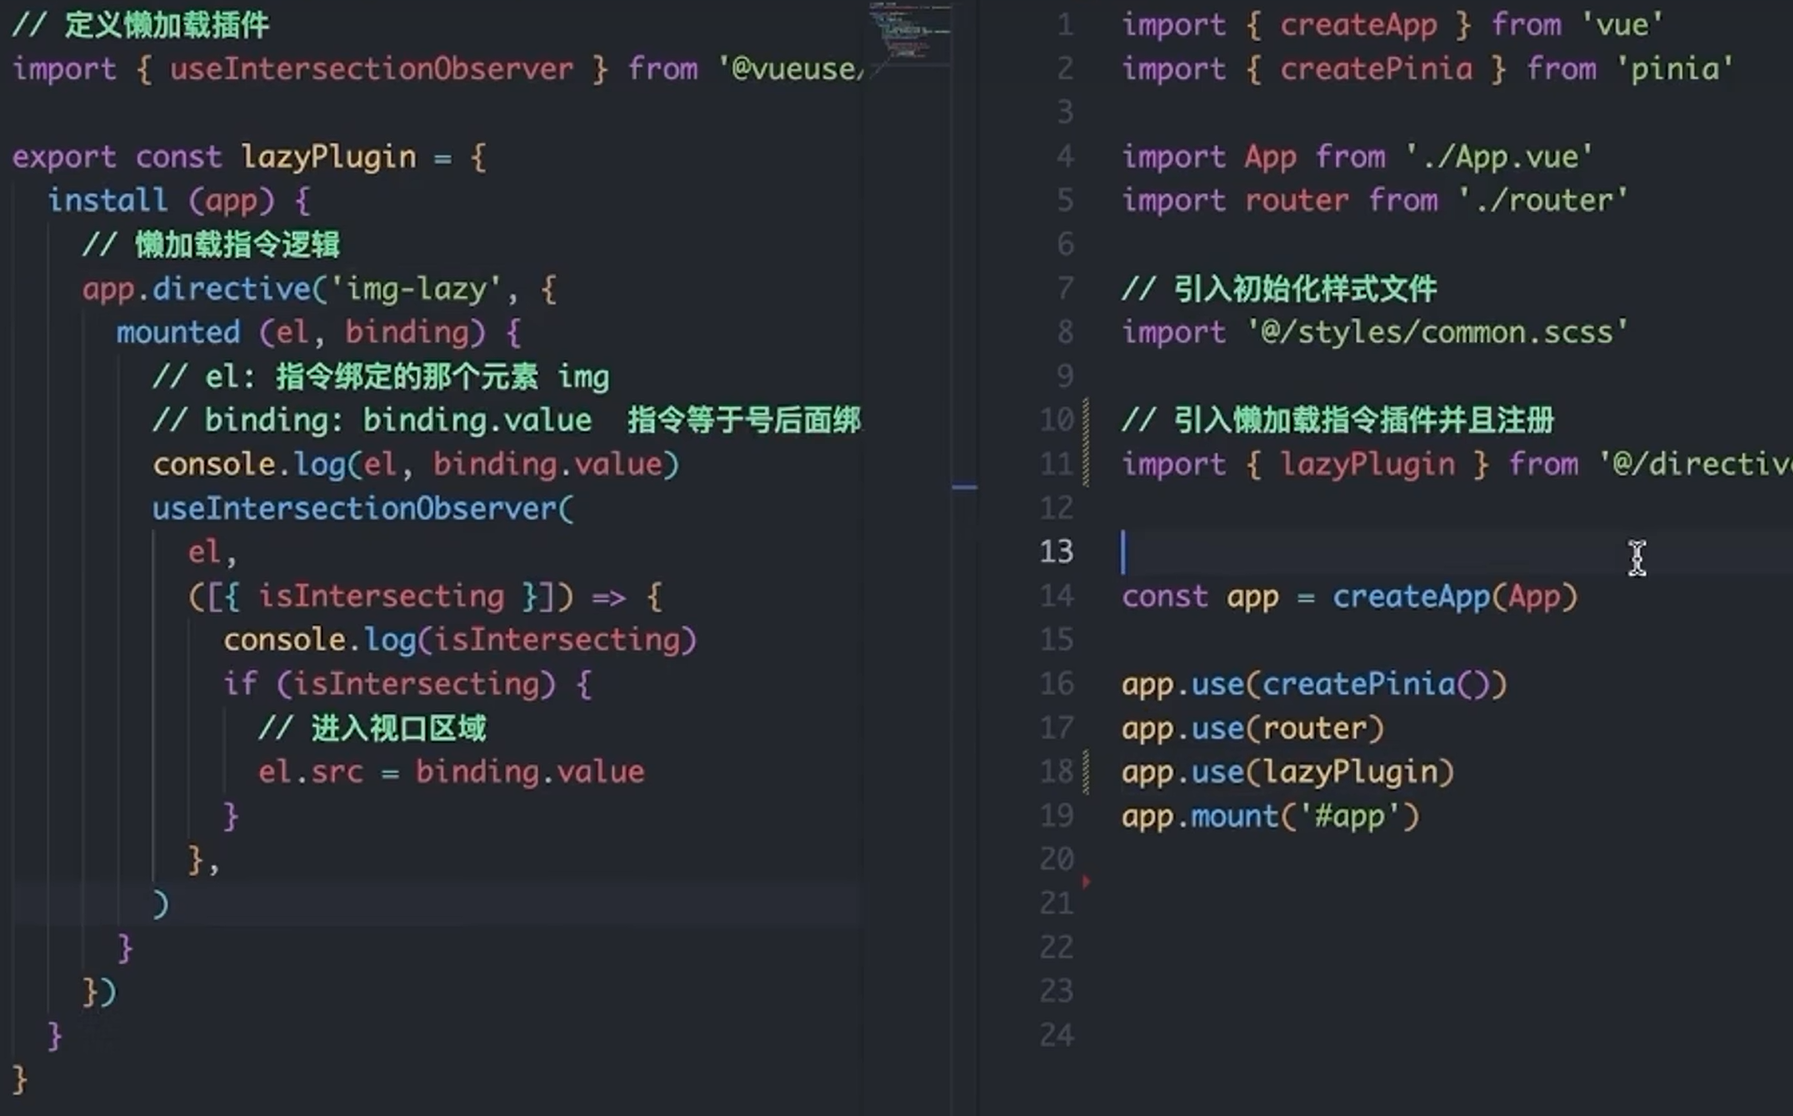 // 定义懒加载插件
import { useIntersectionObserver } from '@vueuse/
export const lazyPlugin = {
install (app) {
// 懒加载指令逻辑
app.directive('img-lazy', {
mounted (el, binding) {
// el: 指令绑定的那个元素 img
// binding: binding.value  指令等于号后面绑
console.log(el, binding.value)
useIntersectionObserver(
el,
([{ isIntersecting }]) => {
console.log(isIntersecting)
if (isIntersecting) {
// 进入视口区域
el.src = binding.value
}
},
)
}
})
}
}
1 import { createApp } from 'vue'
2 import { createPinia } from 'pinia'
3
4 import App from './App.vue'
5 import router from './router'
6
7 // 引入初始化样式文件
8 import '@/styles/common.scss'
9
10 // 引入懒加载指令插件并且注册
11 import { lazyPlugin } from '@/directiv
12
13
14 const app = createApp(App)
15
16 app.use(createPinia())
17 app.use(router)
18 app.use(lazyPlugin)
19 app.mount('#app')
20
21
22
23
24